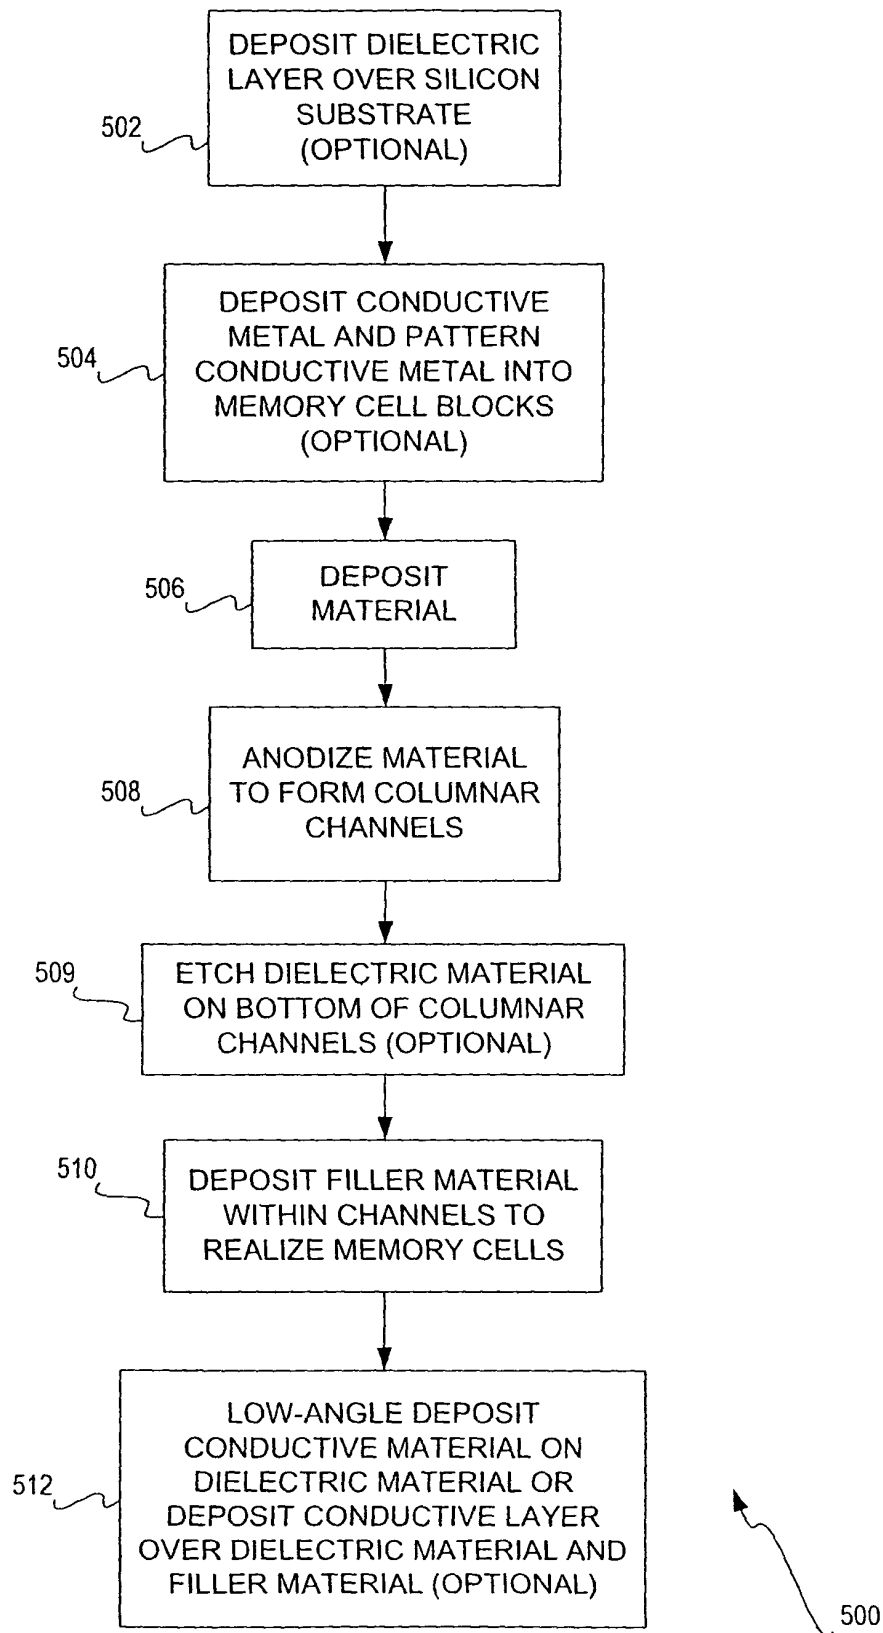 DEPOSIT DIELECTRIC
LAYER OVER SILICON
SUBSTRATE
(OPTIONAL)
502
DEPOSIT CONDUCTIVE
METAL AND PATTERN
CONDUCTIVE METAL INTO
MEMORY CELL BLOCKS
(OPTIONAL)
504
DEPOSIT
MATERIAL
506
ANODIZE MATERIAL
TO FORM COLUMNAR
CHANNELS
508
ETCH DIELECTRIC MATERIAL
ON BOTTOM OF COLUMNAR
CHANNELS (OPTIONAL)
509
DEPOSIT FILLER MATERIAL
WITHIN CHANNELS TO
REALIZE MEMORY CELLS
510
LOW-ANGLE DEPOSIT
CONDUCTIVE MATERIAL ON
DIELECTRIC MATERIAL OR
DEPOSIT CONDUCTIVE LAYER
OVER DIELECTRIC MATERIAL AND
FILLER MATERIAL (OPTIONAL)
512
500